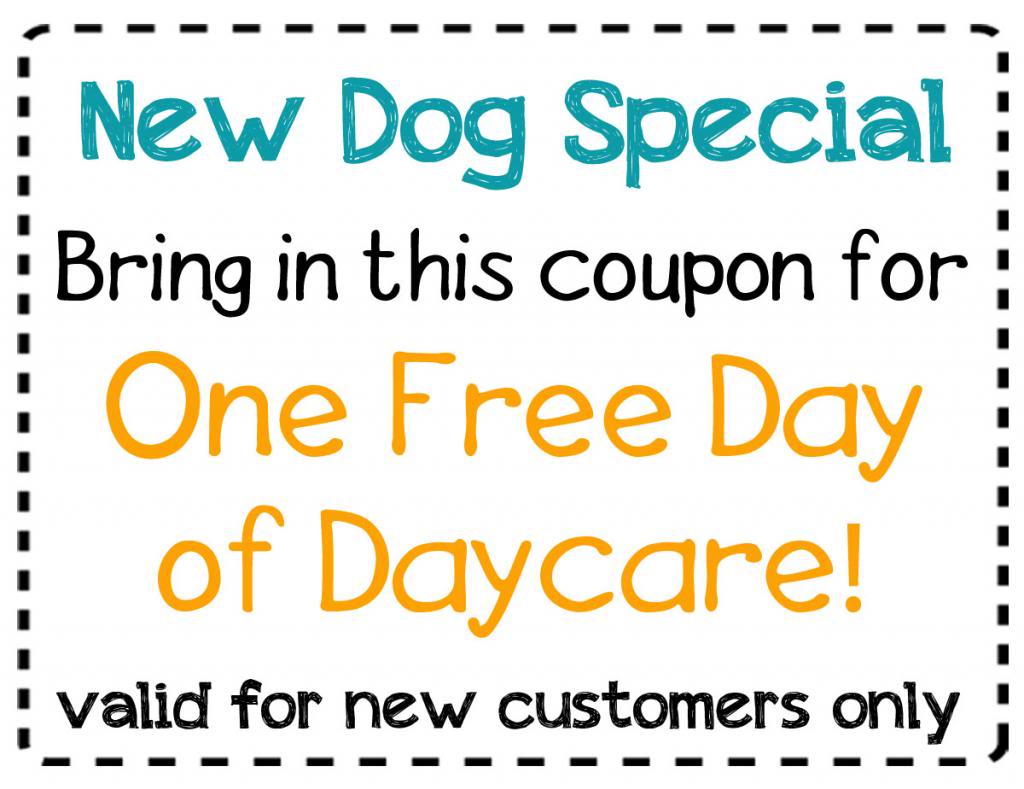 New Dog Special
Bring in this coupon for
One Free Day
of Daycare!
valid for new customers only